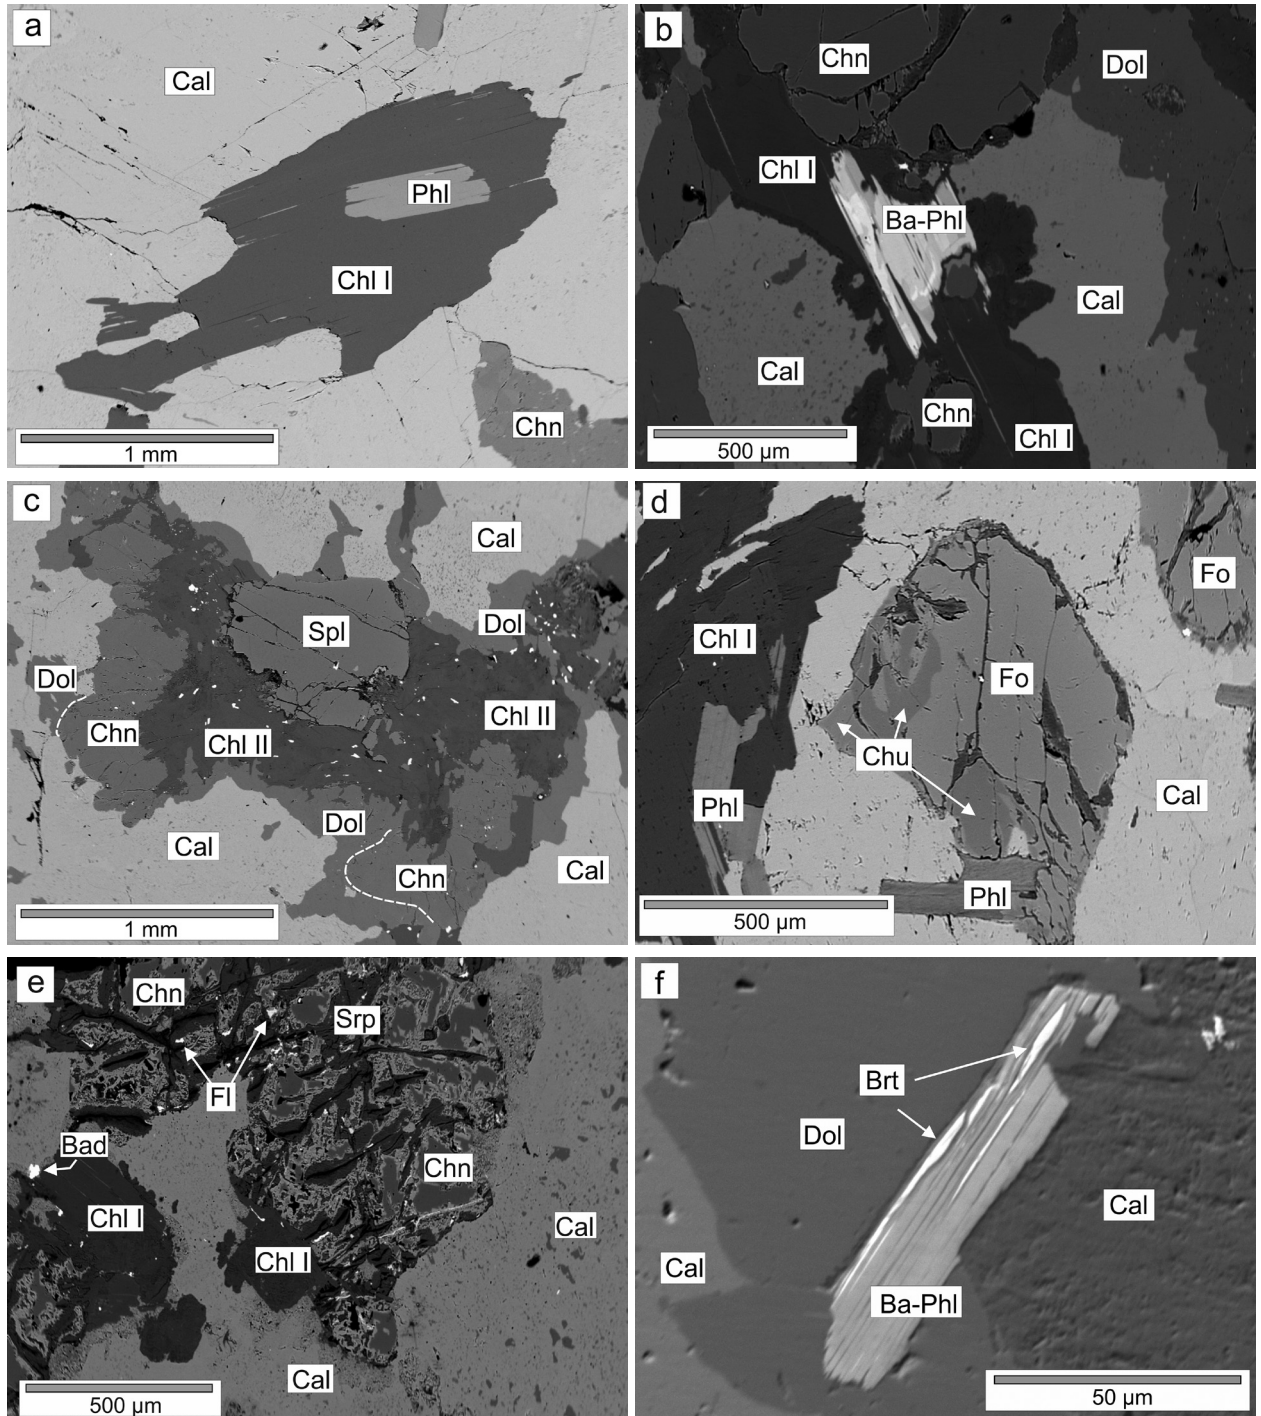 a
Cal
Phl
Chl I
Chn
1 mm
b
Chn
Dol
Chl I
Ba-Phl
Cal
Cal
Chn
Chl I
500 µm
c
Cal
Spl
Dol
Dol
Chl II
Chn
Chl II
Dol
Cal
Cal
Chn
1 mm
d
Fo
Chl I
Fo
Chu
Cal
Phl
Phl
500 µm
e
Chn
Srp
Fl
Bad
Chn
Chl I
Cal
Chl I
Cal
500 µm
f
Brt
Dol
Cal
Cal
Ba-Phl
50 µm